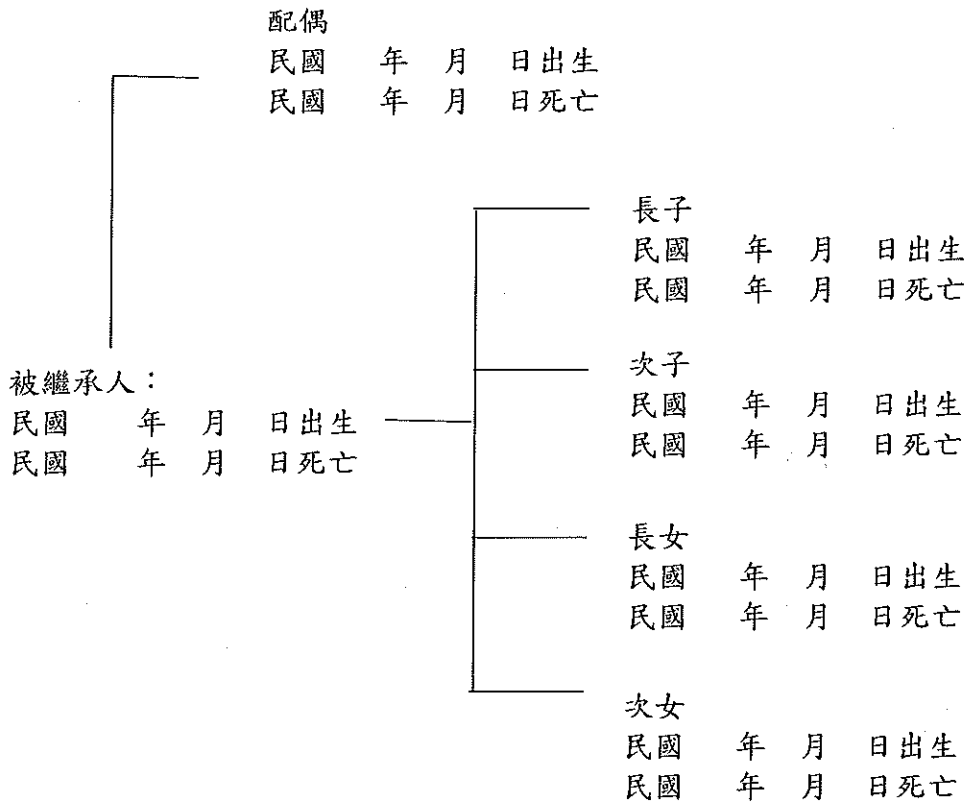 配偶
民國 年 月 日出生
民國 年 月 日死亡
長子
民國 年 月 日出生
民國 年 月 日死亡
次子
民國 年 月 日出生
民國 年 月 日死亡
被繼承人：
民國 年 月 日出生
民國 年 月 日死亡
長女
民國 年 月 日出生
民國 年 月 日死亡
次女
民國 年 月 日出生
民國 年 月 日死亡